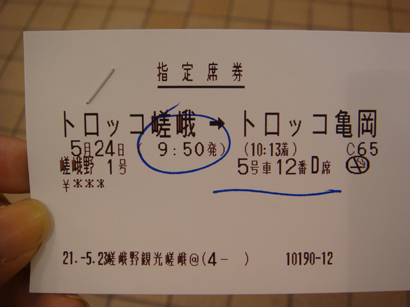 指定席券
トロッコ嵯峨 → トロッコ亀岡
5月24日 ( 9:50発) (10:13着) C65
嵯峨野 1号 5号車12番D席
¥***
21.-5.23嵯峨野観光嵯峨@(4- ) 10190-12